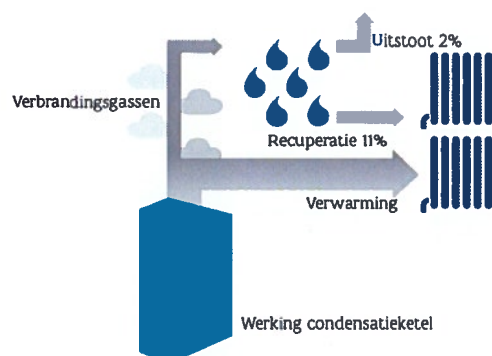 Uitstoot 2%
Verbrandingsgassen
Recuperatie 11%
Verwarming
Werking condensatieketel